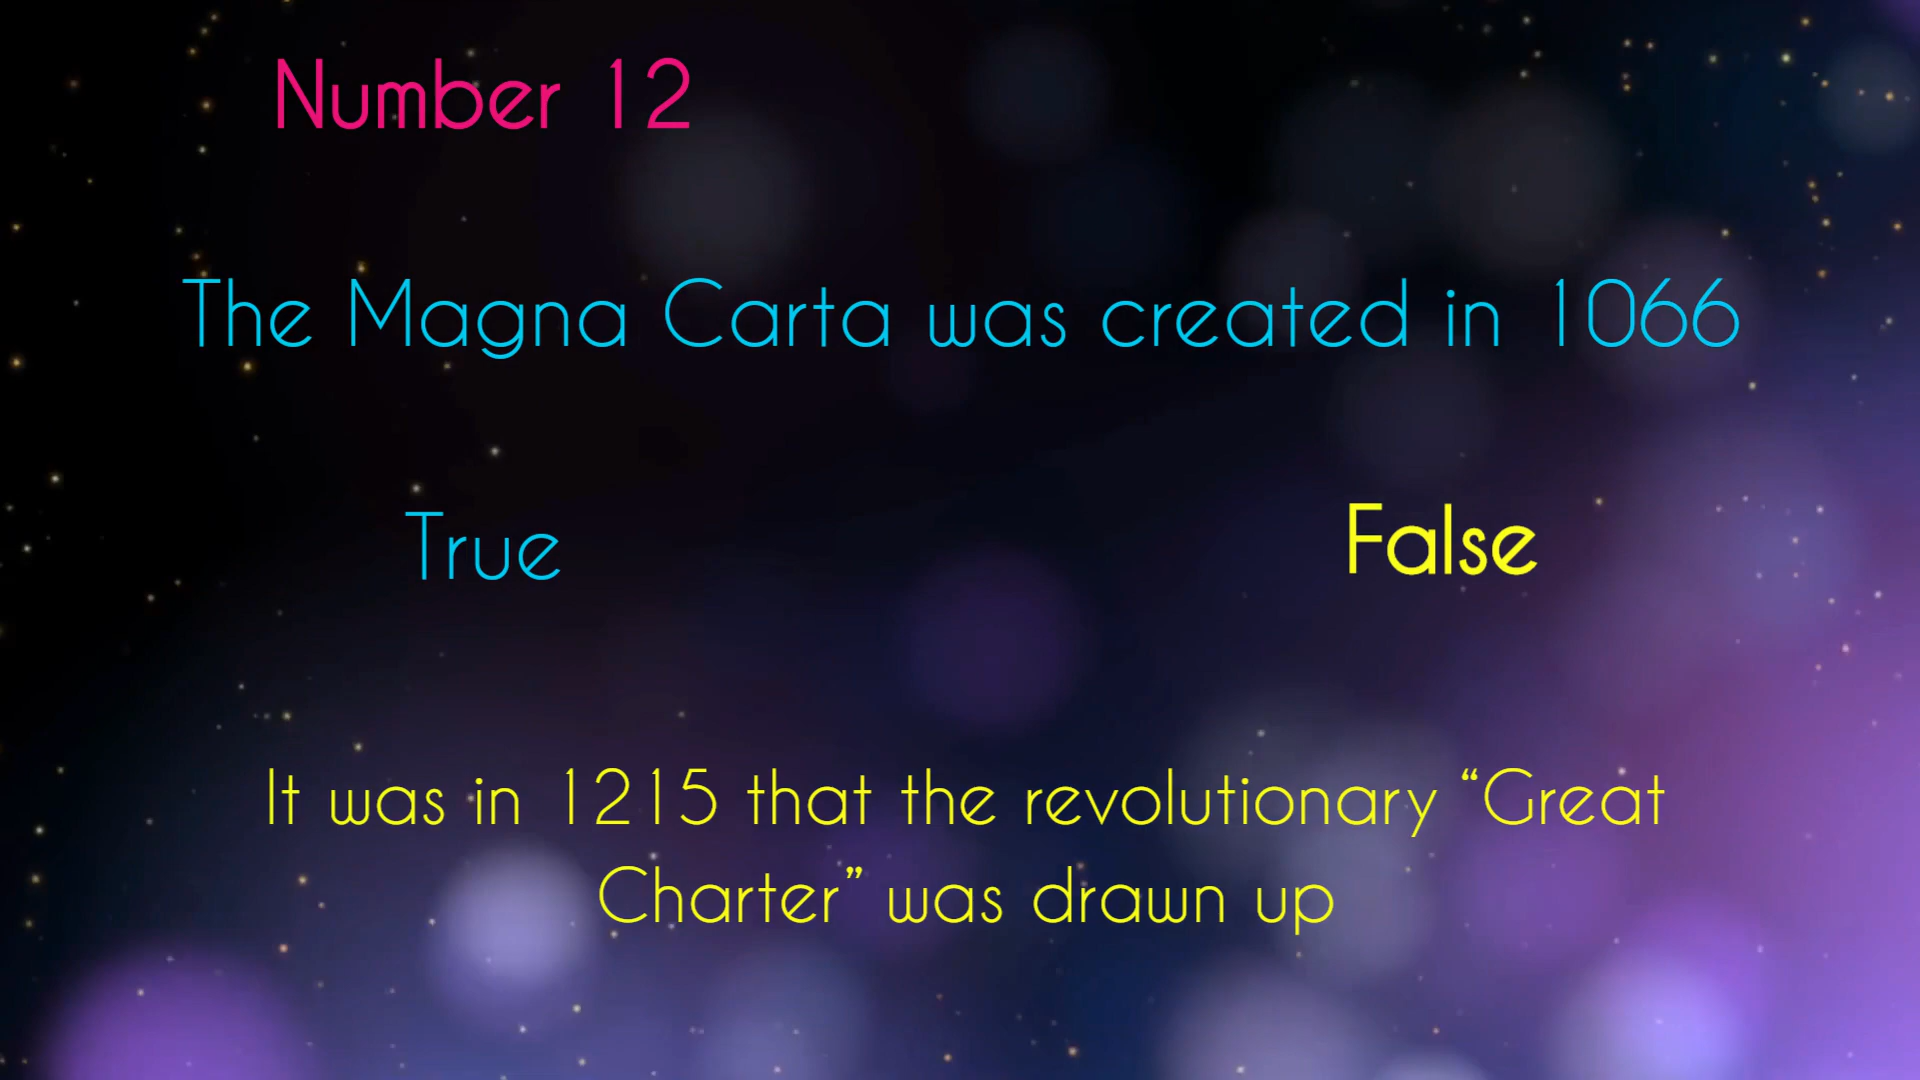 Number 12
The Magna Carta was created in 1066
True
False
It was in 1215 that the revolutionary “Great
Charter” was drawn up